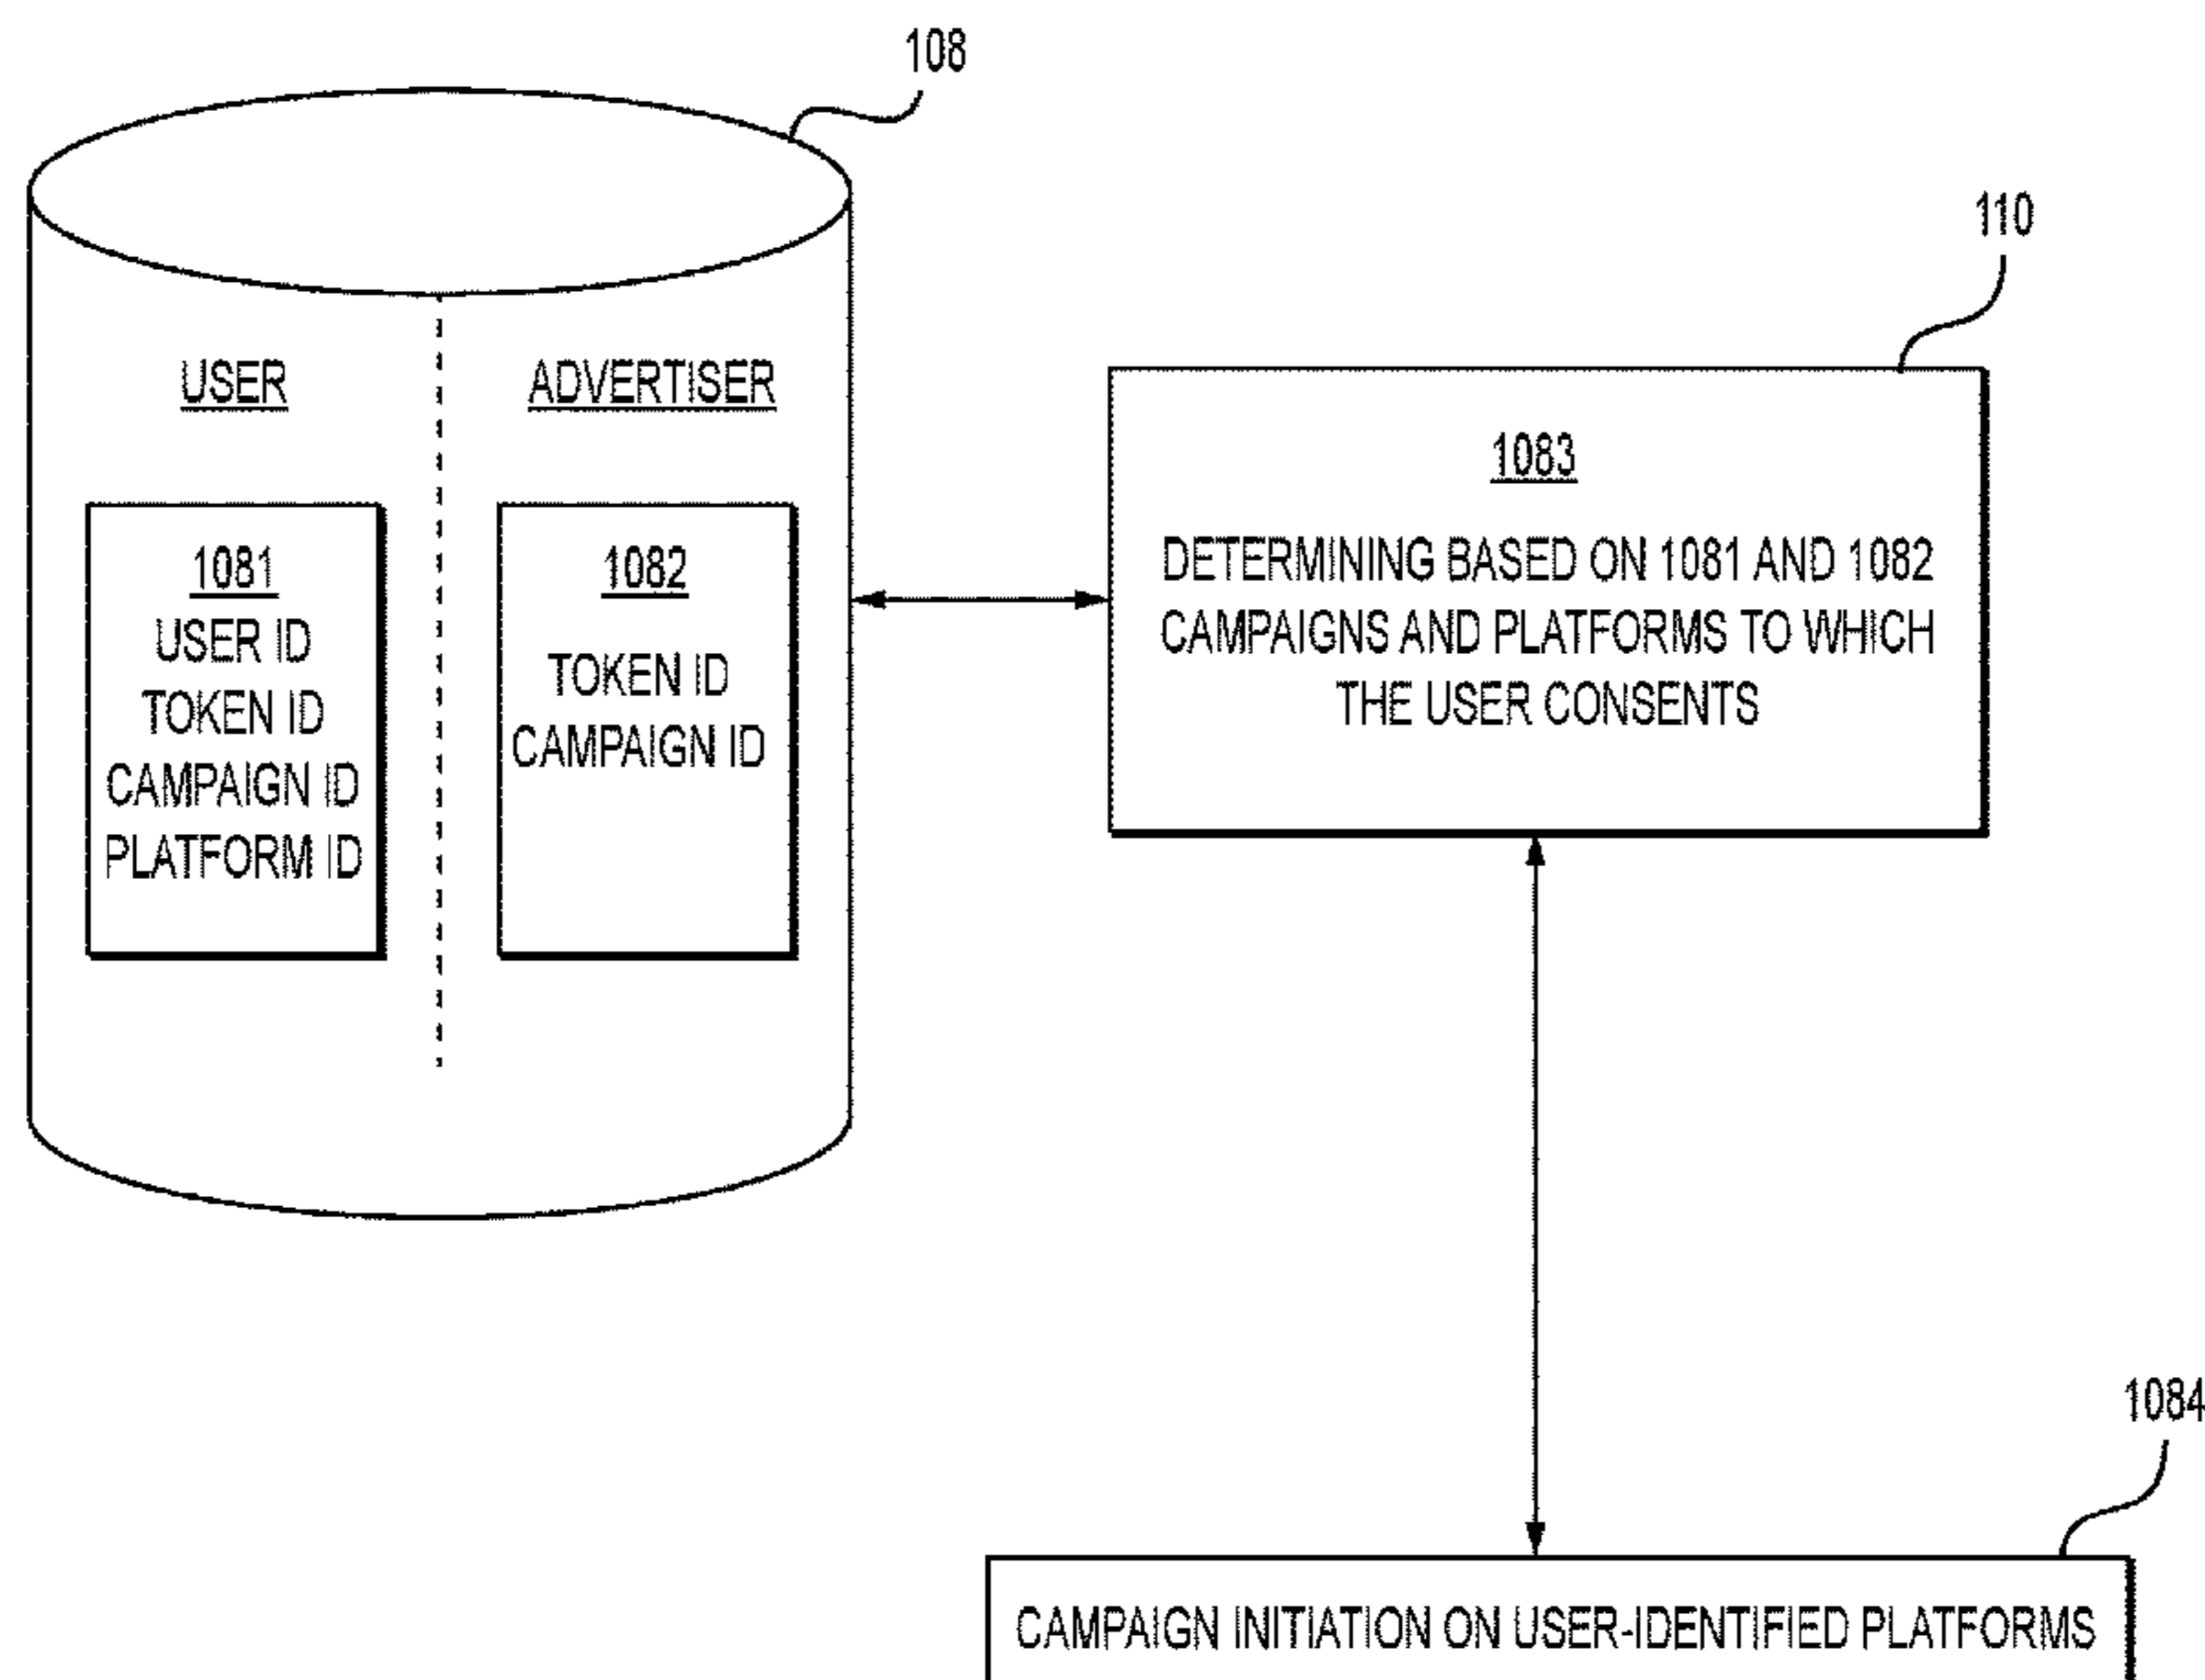 108
110
USER
ADVERTISER
1081
USER ID
TOKEN ID
CAMPAIGN ID
PLATFORM ID
1082
TOKEN ID
CAMPAIGN ID
1083
DETERMINING BASED ON 1081 AND 1082
CAMPAIGNS AND PLATFORMS TO WHICH
THE USER CONSENTS
1084
CAMPAIGN INITIATION ON USER-IDENTIFIED PLATFORMS